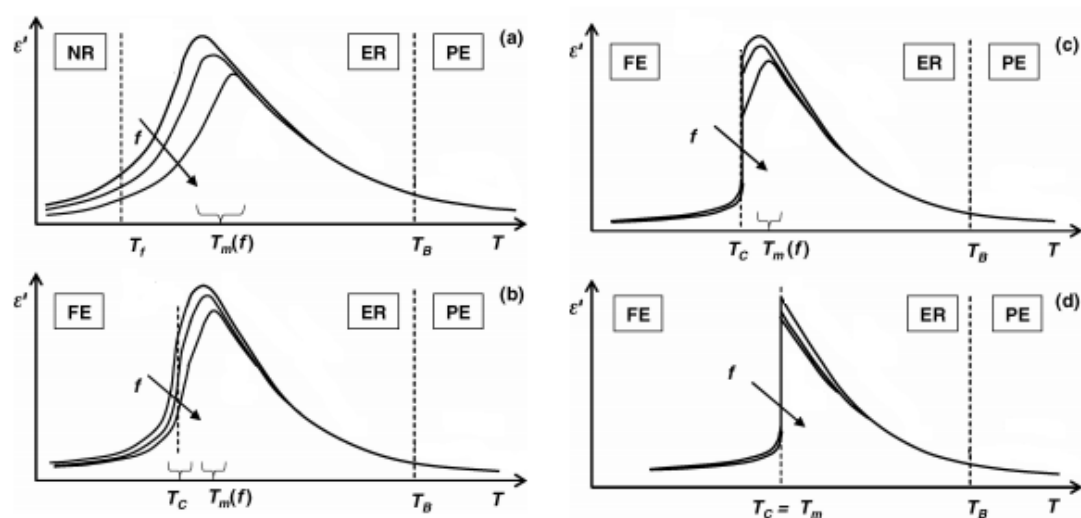 ε' NR ER PE (a)
f
T_f T_m(f) T_B T
ε' FE ER PE (b)
f
T_C T_m(f) T_B T
ε' FE ER PE (c)
f
T_C T_m(f) T_B T
ε' FE ER PE (d)
f
T_C = T_m T_B T